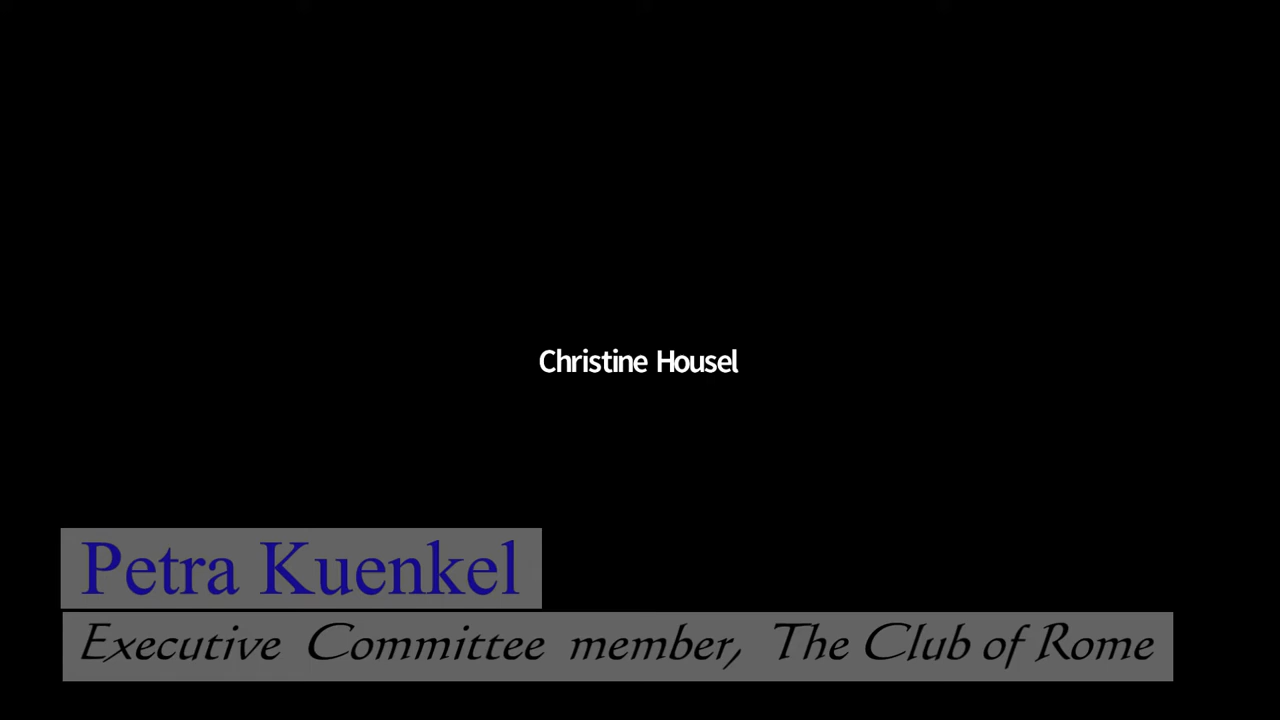 Christine Housel
Petra Kuenkel
Executive Committee member, The Club of Rome